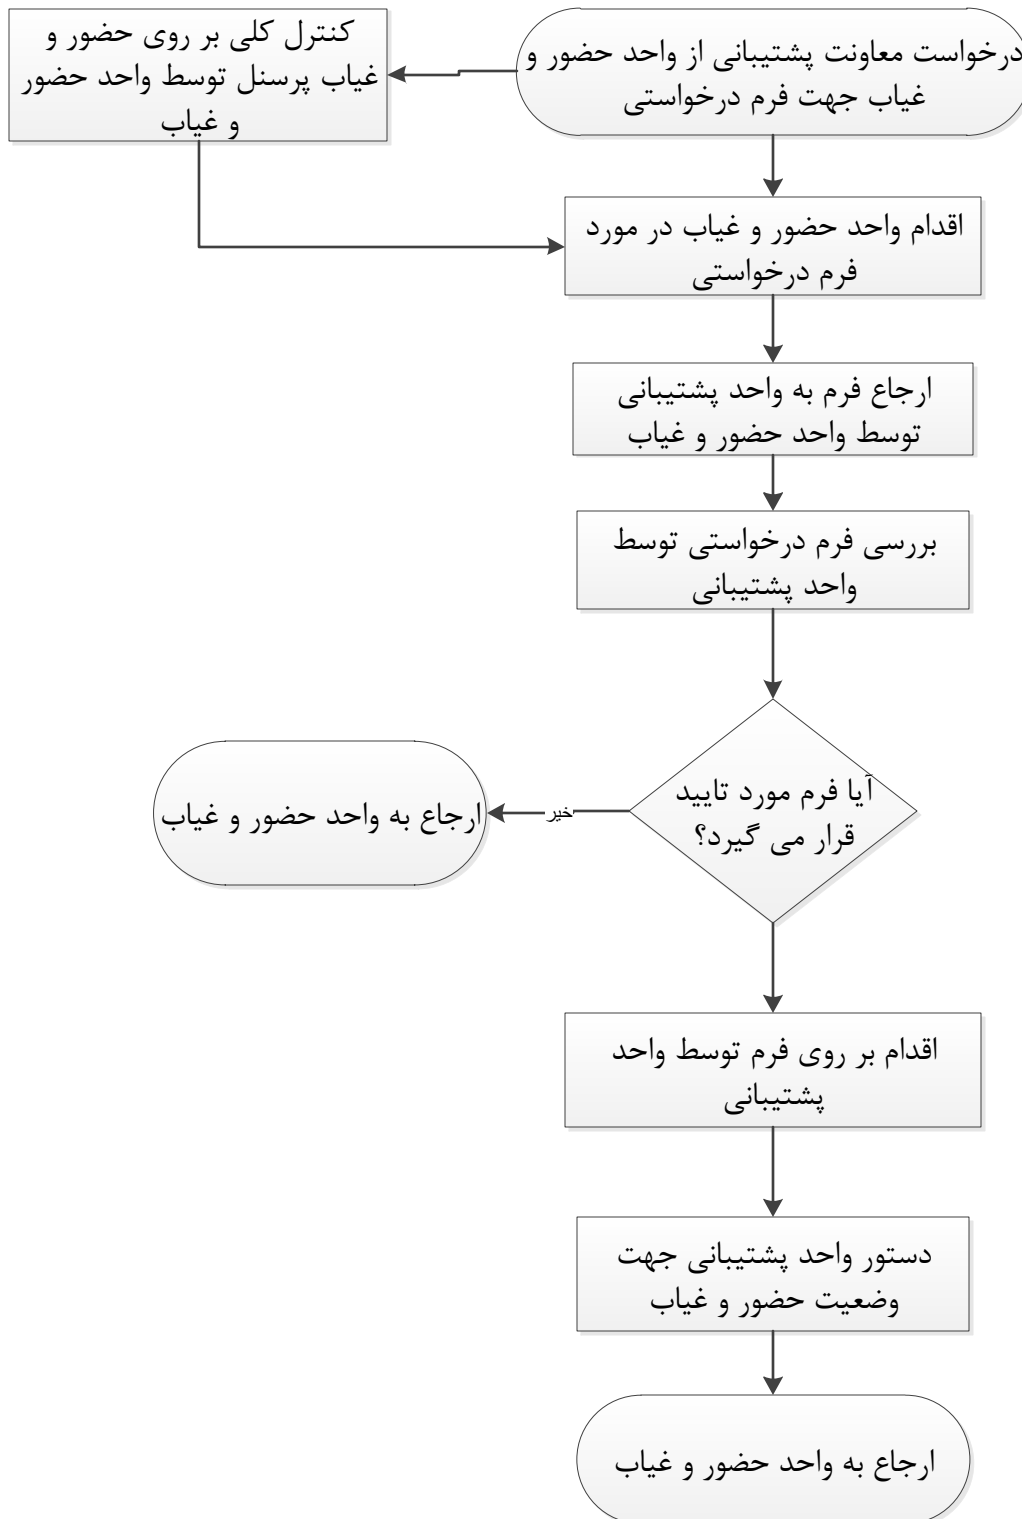 درخواست معاونت پشتیبانی از واحد حضور و
غیاب جهت فرم درخواستی
کنترل کلی بر روی حضور و
غیاب پرسنل توسط واحد حضور
و غیاب
اقدام واحد حضور و غیاب در مورد
فرم درخواستی
ارجاع فرم به واحد پشتیبانی
توسط واحد حضور و غیاب
بررسی فرم درخواستی توسط
واحد پشتیبانی
آیا فرم مورد تایید
قرار می گیرد؟
خیر
ارجاع به واحد حضور و غیاب
اقدام بر روی فرم توسط واحد
پشتیبانی
دستور واحد پشتیبانی جهت
وضعیت حضور و غیاب
ارجاع به واحد حضور و غیاب